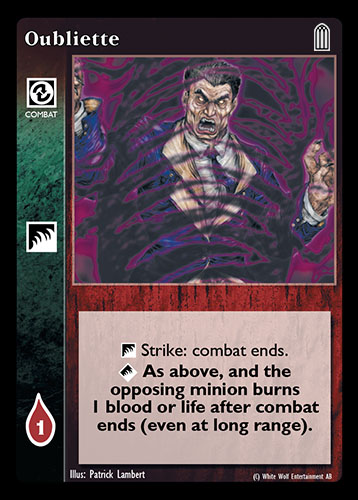 Oubliette
COMBAT
Strike: combat ends.
As above, and the
opposing minion burns
1 blood or life after combat
ends (even at long range).
1
Illus: Patrick Lambert
(C) White Wolf Entertainment AB